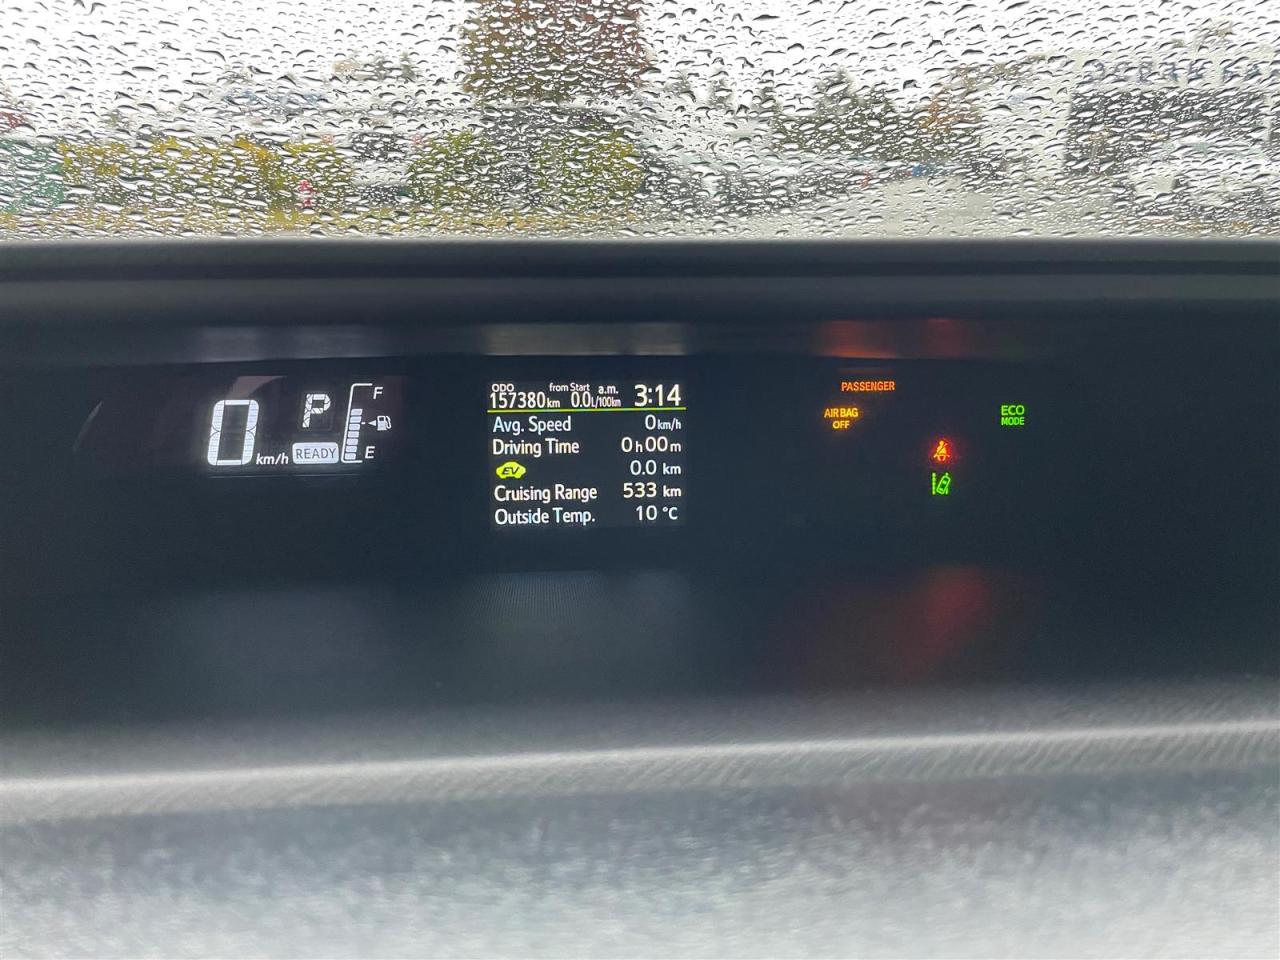 0 km/h
P
READY
F
E
ODO from Start a.m. 3:14
157380km 0.0L/100km
Avg. Speed 0km/h
Driving Time 0h00m
EV 0.0 km
Cruising Range 533 km
Outside Temp. 10 °C
PASSENGER
AIR BAG
OFF
ECO
MODE